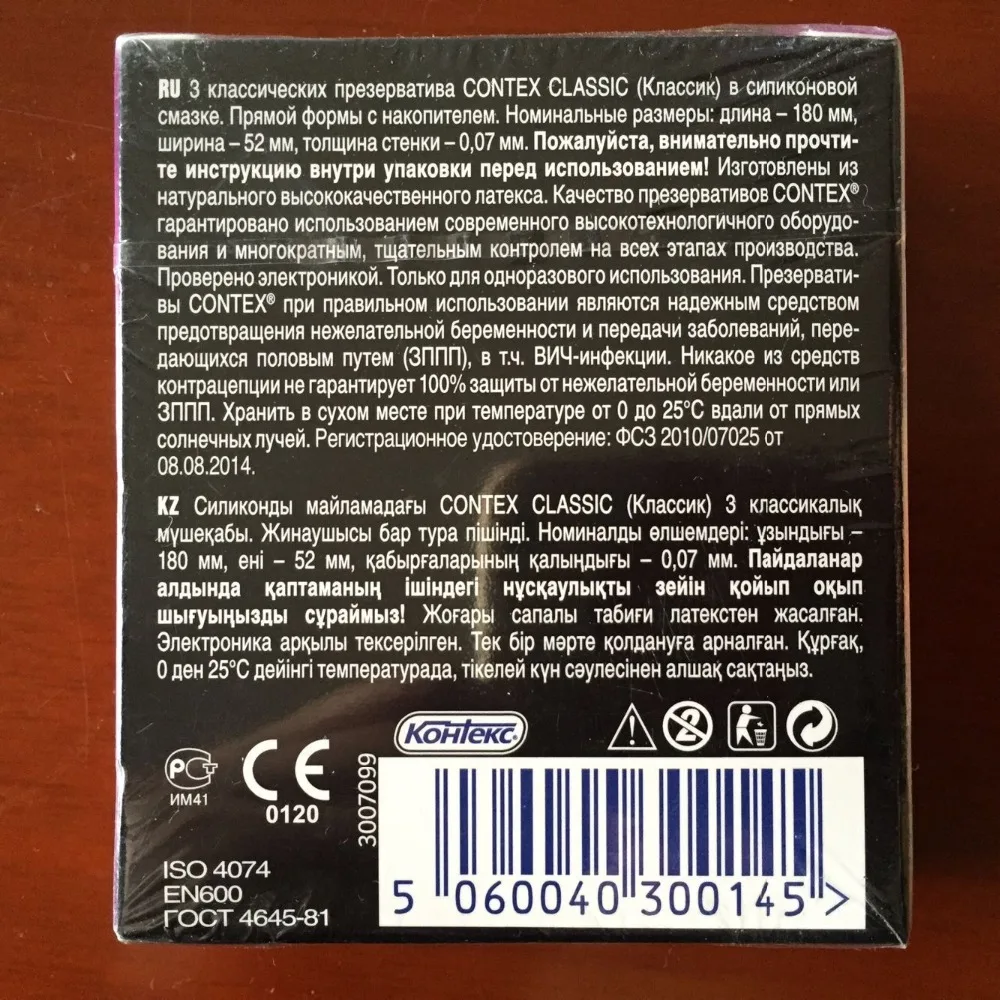 RU 3 классических презерватива CONTEX CLASSIC (Классик) в силиконовой
смазке. Прямой формы с накопителем. Номинальные размеры: длина – 180 мм,
ширина – 52 мм, толщина стенки – 0,07 мм. Пожалуйста, внимательно прочти-
те инструкцию внутри упаковки перед использованием! Изготовлены из
натурального высококачественного латекса. Качество презервативов CONTEX®
гарантировано использованием современного высокотехнологичного оборудо-
вания и многократным, тщательным контролем на всех этапах производства.
Проверено электроникой. Только для одноразового использования. Презервати-
вы CONTEX® при правильном использовании являются надежным средством
предотвращения нежелательной беременности и передачи заболеваний, пере-
дающихся половым путем (ЗППП), в т.ч. ВИЧ-инфекции. Никакое из средств
контрацепции не гарантирует 100% защиты от нежелательной беременности или
ЗППП. Хранить в сухом месте при температуре от 0 до 25°C вдали от прямых
солнечных лучей. Регистрационное удостоверение: ФСЗ 2010/07025 от
08.08.2014.
KZ Силиконды майламадағы CONTEX CLASSIC (Классик) 3 классикалық
мүшеқабы. Жинаушысы бар тура пішінді. Номиналды өлшемдері: ұзындығы –
180 мм, ені – 52 мм, қабырғаларының қалыңдығы – 0,07 мм. Пайдаланар
алдында қаптаманың ішіндегі нұсқаулықты зейін қойып оқып
шығуыңызды сұраймыз! Жоғары сапалы табиғи латекстен жасалған.
Электроника арқылы тексерілген. Тек бір мәрте қолдануға арналған. Құрғақ,
0 ден 25°C дейінгі температурада, тікелей күн сәулесінен алшақ сақтаңыз.
Контекс®
2
РСТ
ИМ41
CE
0120
3007099
ISO 4074
EN600
ГОСТ 4645-81
5 060040 300145 >